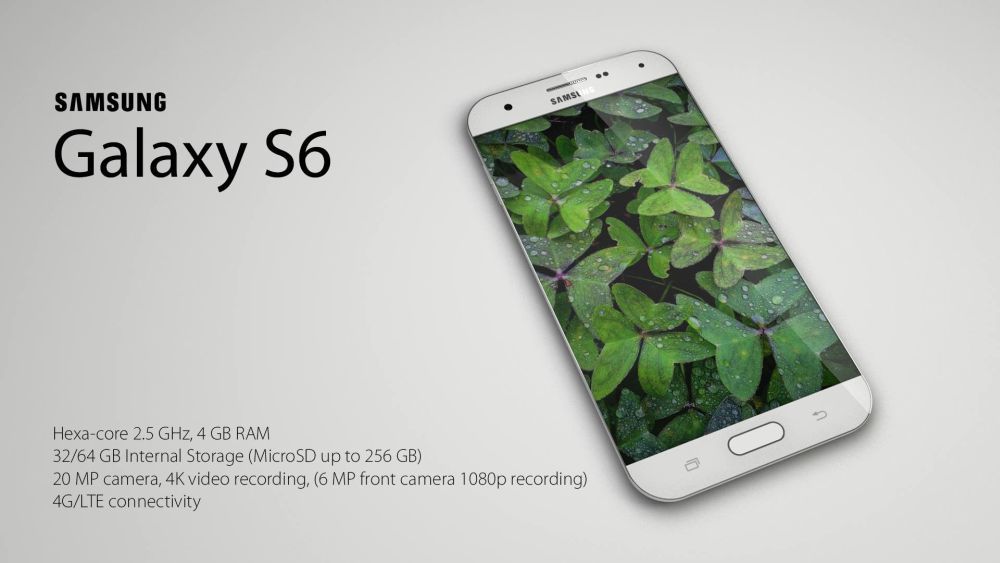 SAMSUNG
Galaxy S6
SAMSUNG
Hexa-core 2.5 GHz, 4 GB RAM
32/64 GB Internal Storage (MicroSD up to 256 GB)
20 MP camera, 4K video recording, (6 MP front camera 1080p recording)
4G/LTE connectivity